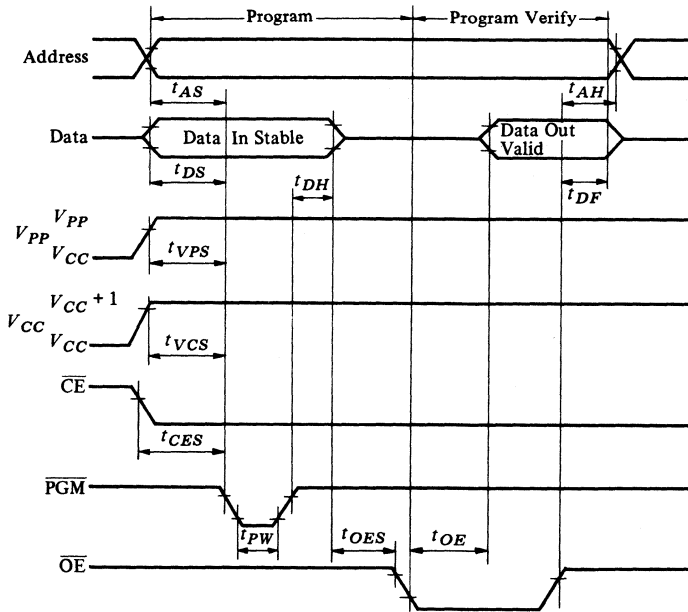 Program Program Verify
Address
tAS tAH
Data Data In Stable Data Out
Valid
tDS tDH tDF
VPP
VPP
VCC tVPS
VCC + 1
VCC
VCC tVCS
CE
tCES
PGM
tPW tOES tOE
OE